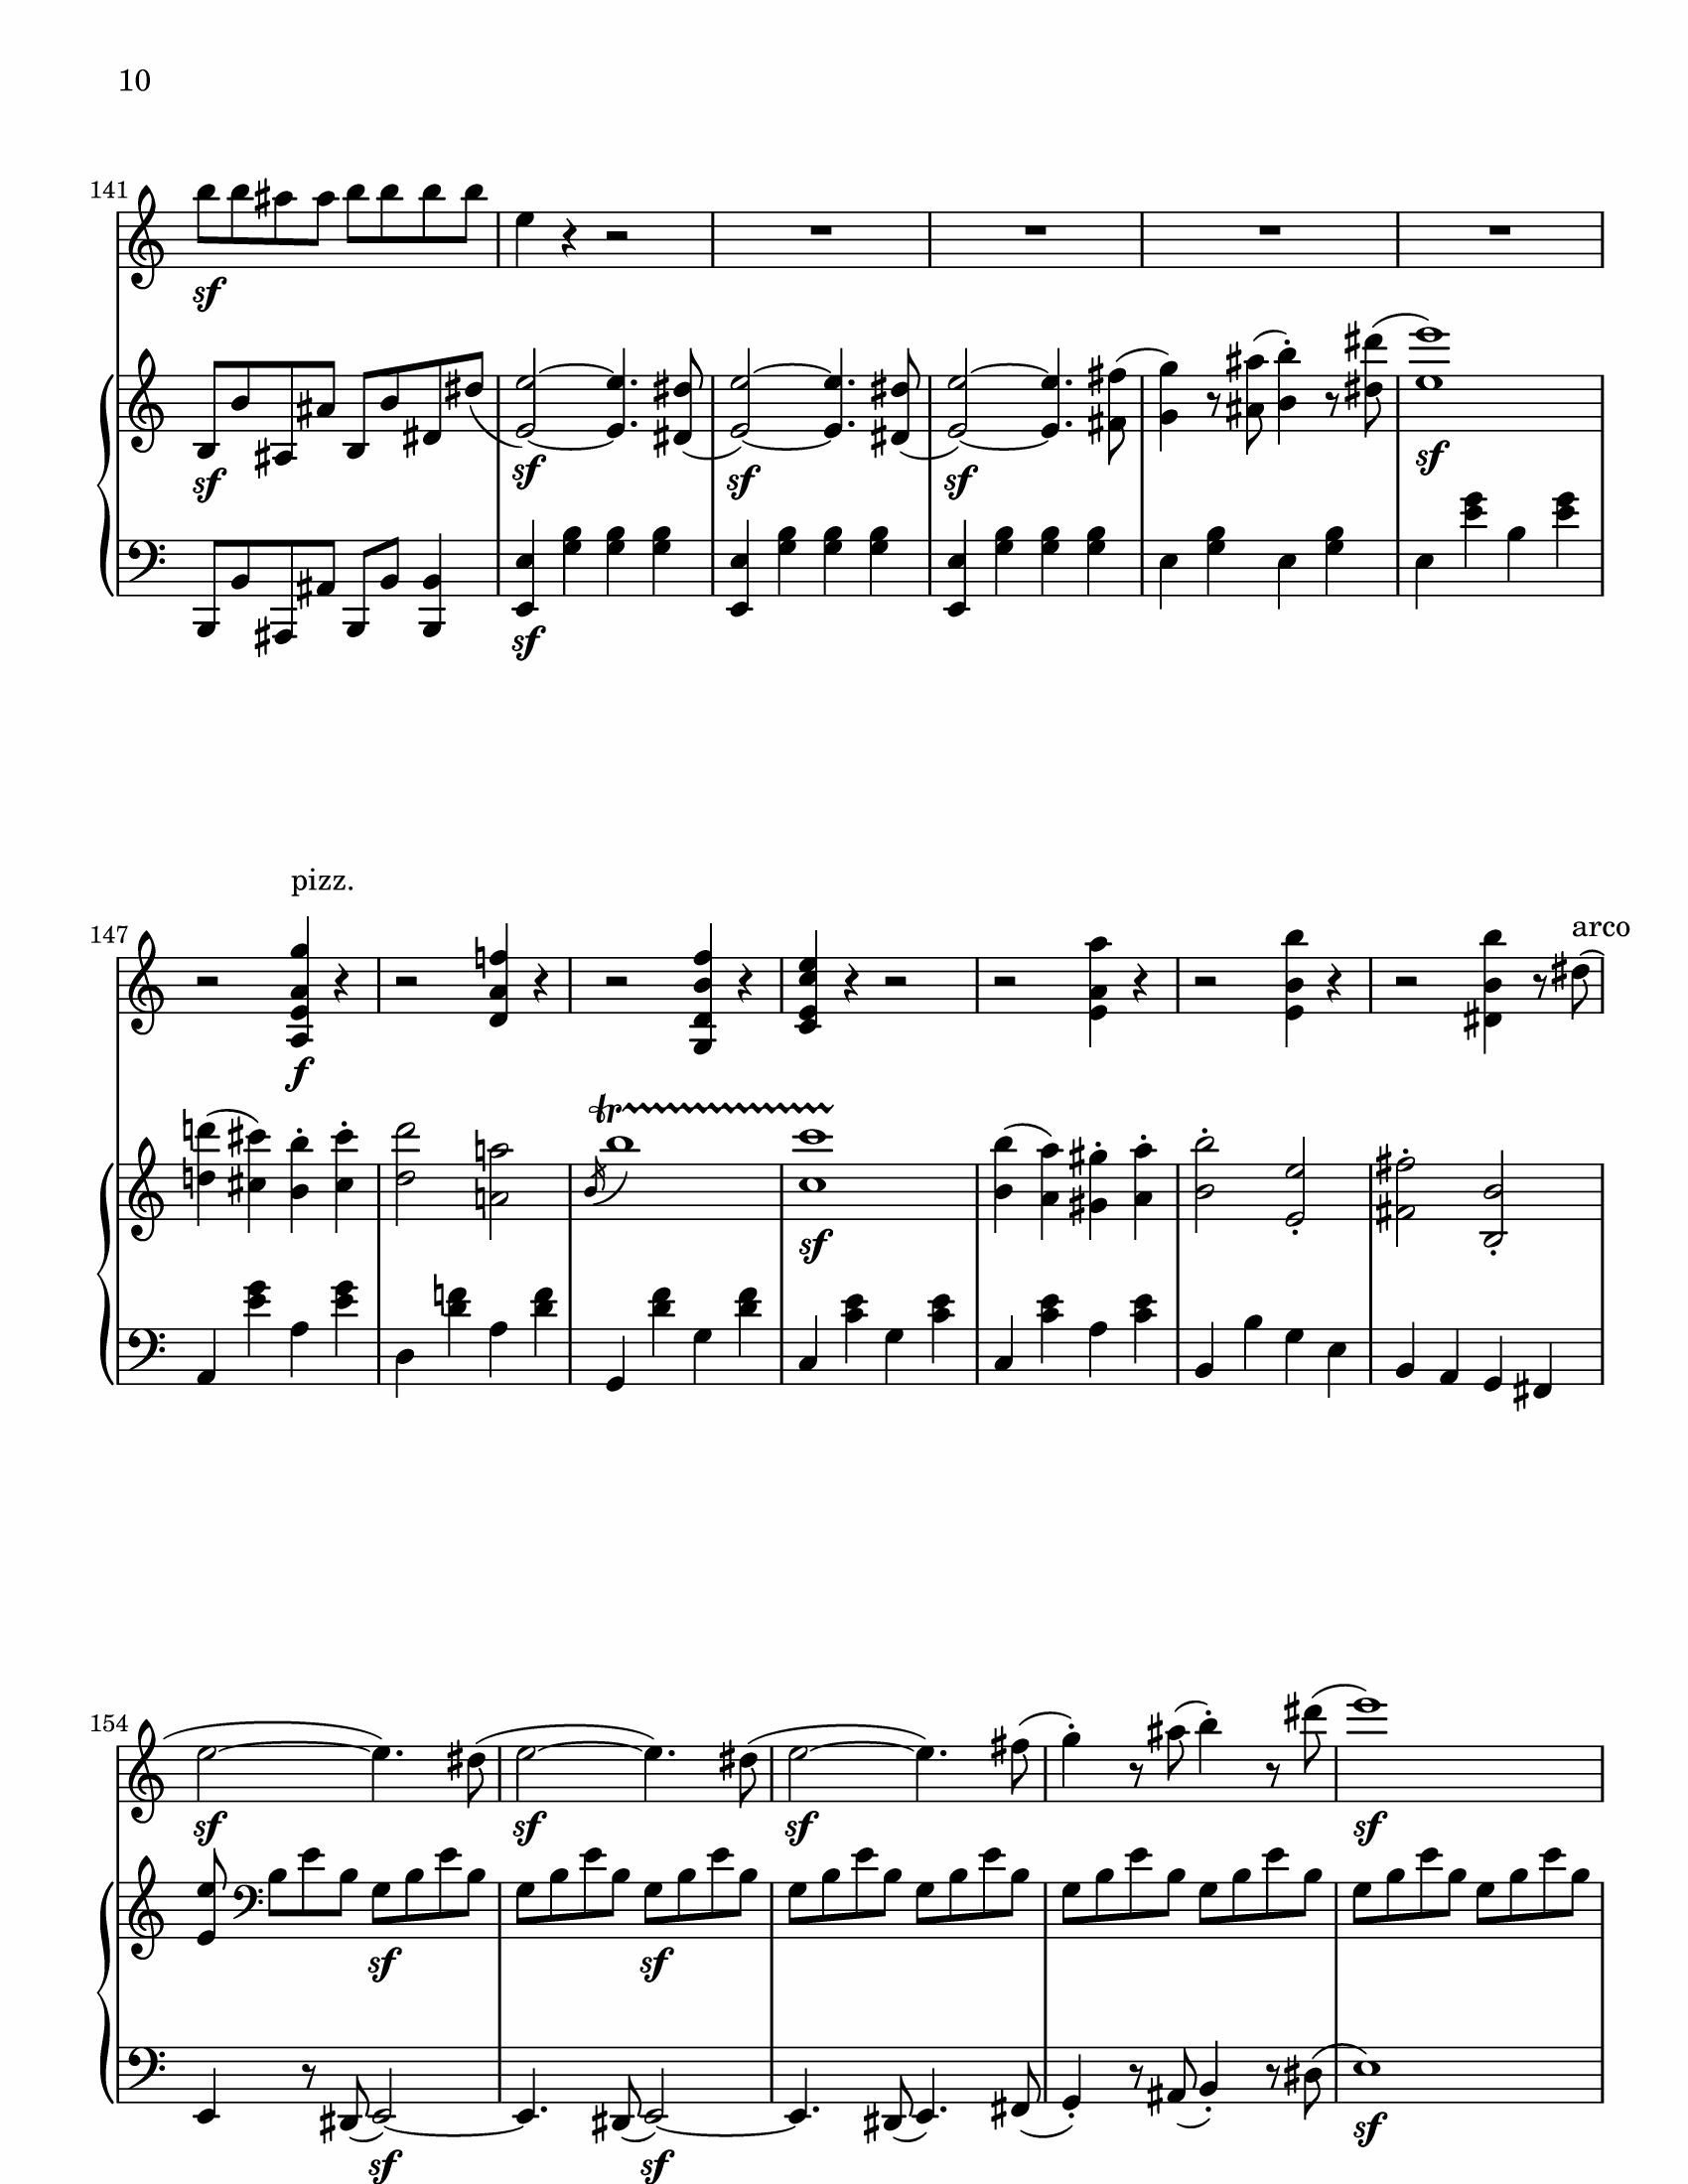 10
141
sf
sf sf sf sf sf
sf
pizz.
147 arco
f
tr
sf
154
sf sf sf sf
sf sf
sf sf sf